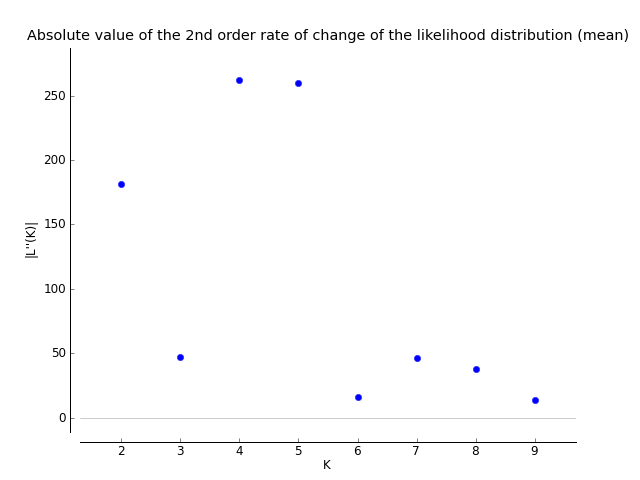 Absolute value of the 2nd order rate of change of the likelihood distribution (mean)
250
200
150
100
50
0
|L''(K)|
2 3 4 5 6 7 8 9
K